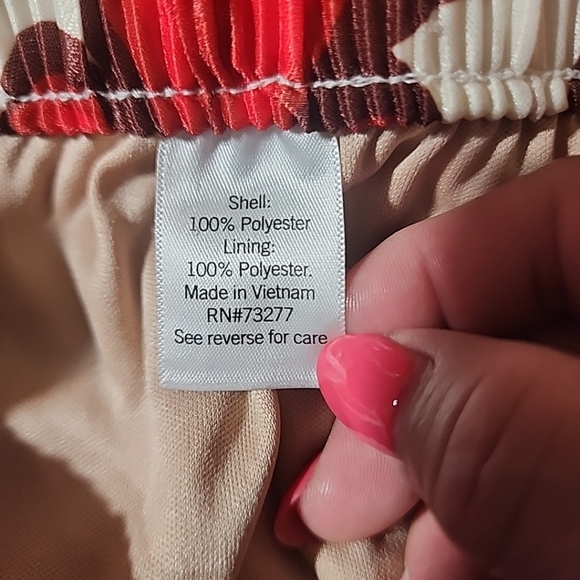 Shell:
100% Polyester
Lining:
100% Polyester.
Made in Vietnam
RN#73277
See reverse for care